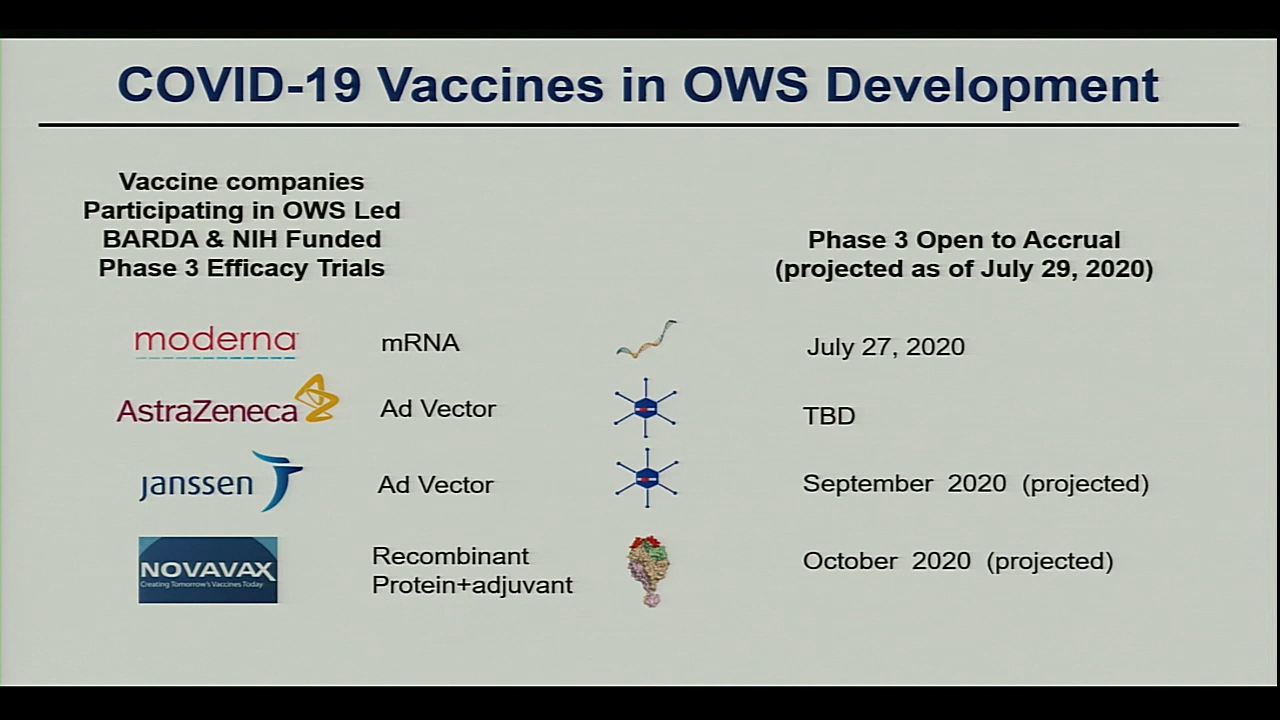 COVID-19 Vaccines in OWS Development
Vaccine companies
Participating in OWS Led
BARDA & NIH Funded
Phase 3 Efficacy Trials
Phase 3 Open to Accrual
(projected as of July 29, 2020)
moderna
mRNA
July 27, 2020
AstraZeneca
Ad Vector
TBD
Janssen
Ad Vector
September 2020 (projected)
NOVAVAX
Creating Tomorrow's Vaccines Today
Recombinant
Protein+adjuvant
October 2020 (projected)